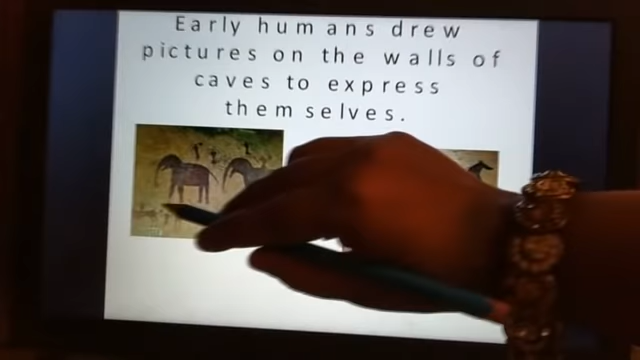 Early humans drew
pictures on the walls of
caves to express
themselves.